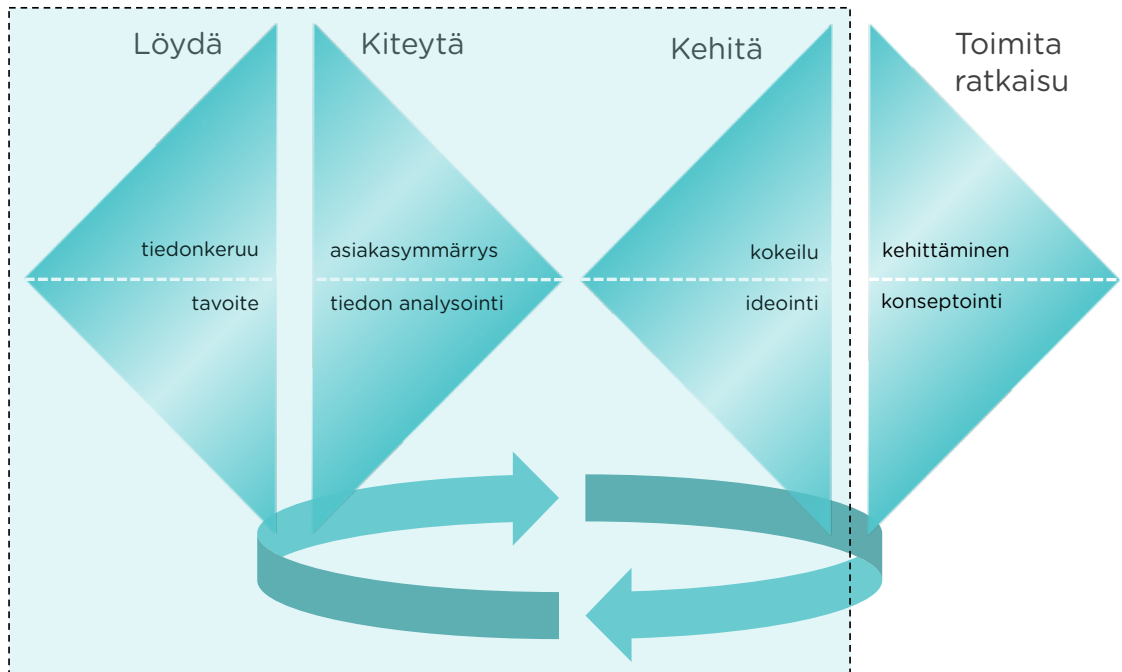 Löydä
Kiteytä
Kehitä
Toimita
ratkaisu
tiedonkeruu
asiakasymmärrys
kokeilu
kehittäminen
tavoite
tiedon analysointi
ideointi
konseptointi